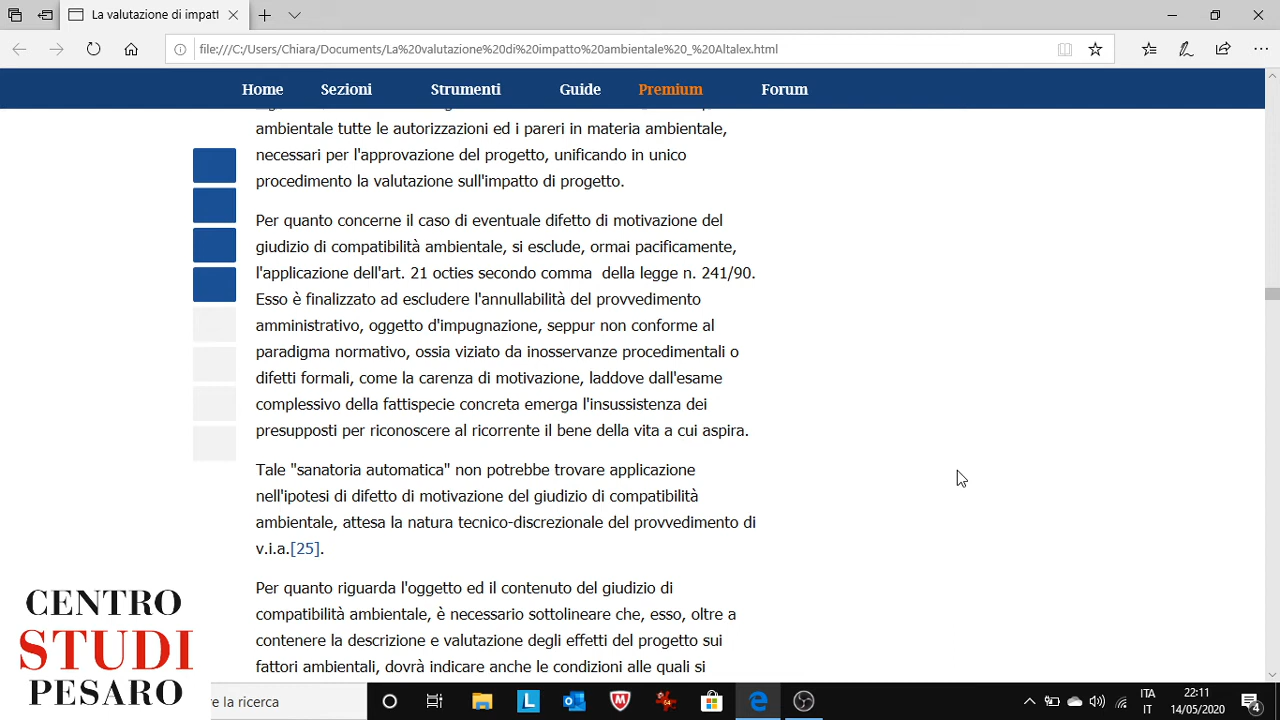 La valutazione di impatt
file:///C:/Users/Chiara/Documents/La%20valutazione%20di%20impatto%20ambientale%20_%20Altalex.html
Home Sezioni Strumenti Guide Premium Forum
ambientale tutte le autorizzazioni ed i pareri in materia ambientale,
necessari per l'approvazione del progetto, unificando in unico
procedimento la valutazione sull'impatto di progetto.
Per quanto concerne il caso di eventuale difetto di motivazione del
giudizio di compatibilità ambientale, si esclude, ormai pacificamente,
l'applicazione dell'art. 21 octies secondo comma della legge n. 241/90.
Esso è finalizzato ad escludere l'annullabilità del provvedimento
amministrativo, oggetto d'impugnazione, seppur non conforme al
paradigma normativo, ossia viziato da inosservanze procedimentali o
difetti formali, come la carenza di motivazione, laddove dall'esame
complessivo della fattispecie concreta emerga l'insussistenza dei
presupposti per riconoscere al ricorrente il bene della vita a cui aspira.
Tale "sanatoria automatica" non potrebbe trovare applicazione
nell'ipotesi di difetto di motivazione del giudizio di compatibilità
ambientale, attesa la natura tecnico-discrezionale del provvedimento di
v.i.a.[25].
Per quanto riguarda l'oggetto ed il contenuto del giudizio di
compatibilità ambientale, è necessario sottolineare che, esso, oltre a
contenere la descrizione e valutazione degli effetti del progetto sui
fattori ambientali, dovrà indicare anche le condizioni alle quali si
CENTRO
STUDI
PESARO
re la ricerca
L
64
ITA
IT
22:11
14/05/2020
4